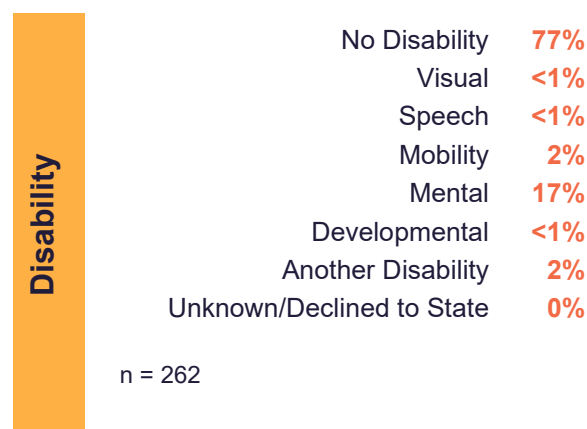 Disability
No Disability 77%
Visual <1%
Speech <1%
Mobility 2%
Mental 17%
Developmental <1%
Another Disability 2%
Unknown/Declined to State 0%
n = 262